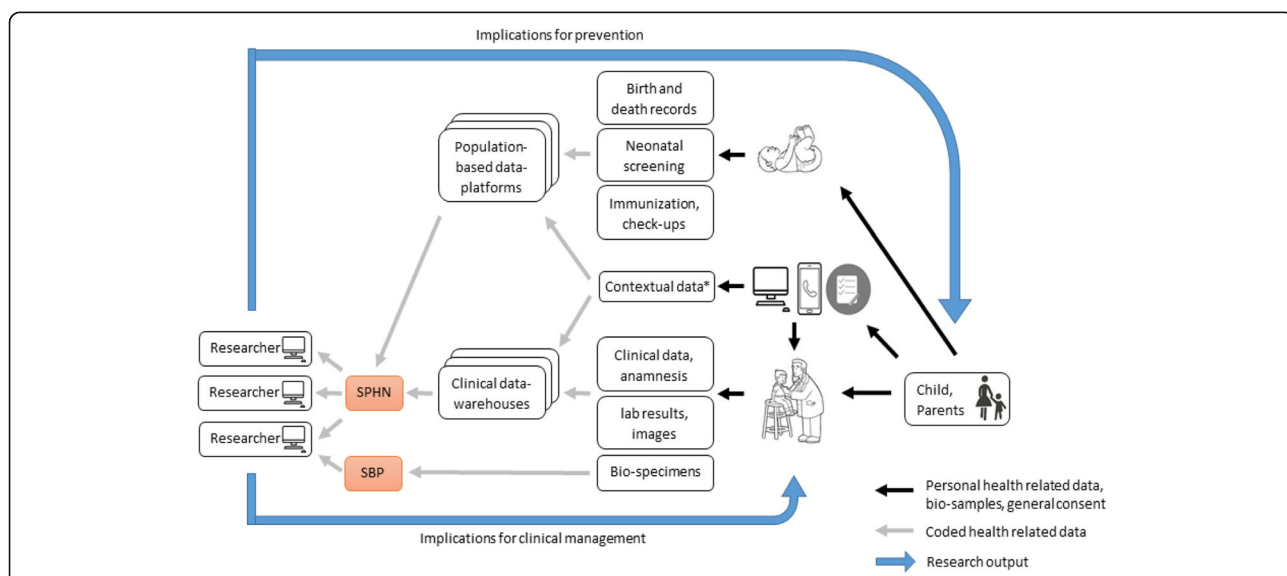 Implications for prevention
Birth and
death records
Population-
based data-
platforms
Neonatal
screening
Immunization,
check-ups
Contextual data*
Researcher
Researcher
Researcher
SPHN
Clinical data-
warehouses
Clinical data,
anamnesis
lab results,
images
Child,
Parents
SBP
Bio-specimens
Personal health related data,
bio-samples, general consent
Coded health related data
Research output
Implications for clinical management